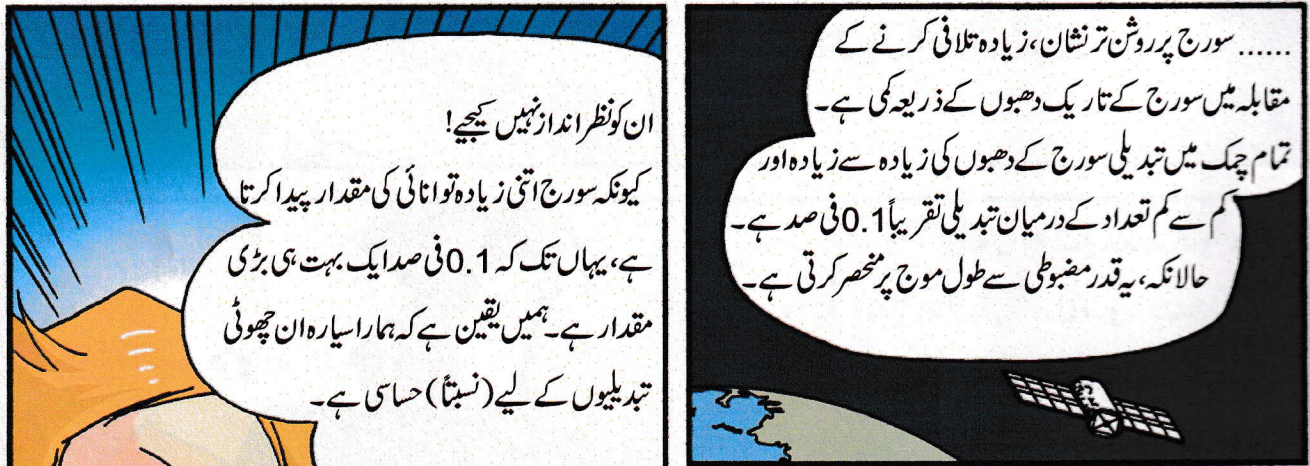 ...... سورج پر روشن تر نشان، زیادہ تلافی کرنے کے
مقابلہ میں سورج کے تاریک دھبوں کے ذریعہ کمی ہے۔
تمام چمک میں تبدیلی سورج کے دھبوں کی زیادہ سے زیادہ اور
کم سے کم تعداد کے درمیان تبدیلی تقریباً 0.1 فی صد ہے۔
حالانکہ، یہ قدر مضبوطی سے طول موج پر منحصر کرتی ہے۔
ان کو نظر انداز نہیں کیجیے!
کیونکہ سورج اتنی زیادہ توانائی کی مقدار پیدا کرتا
ہے، یہاں تک کہ 0.1 فی صد ایک بہت ہی بڑی
مقدار ہے۔ ہمیں یقین ہے کہ ہمارا سیارہ ان چھوٹی
تبدیلیوں کے لیے (نسبتاً) حساسی ہے۔